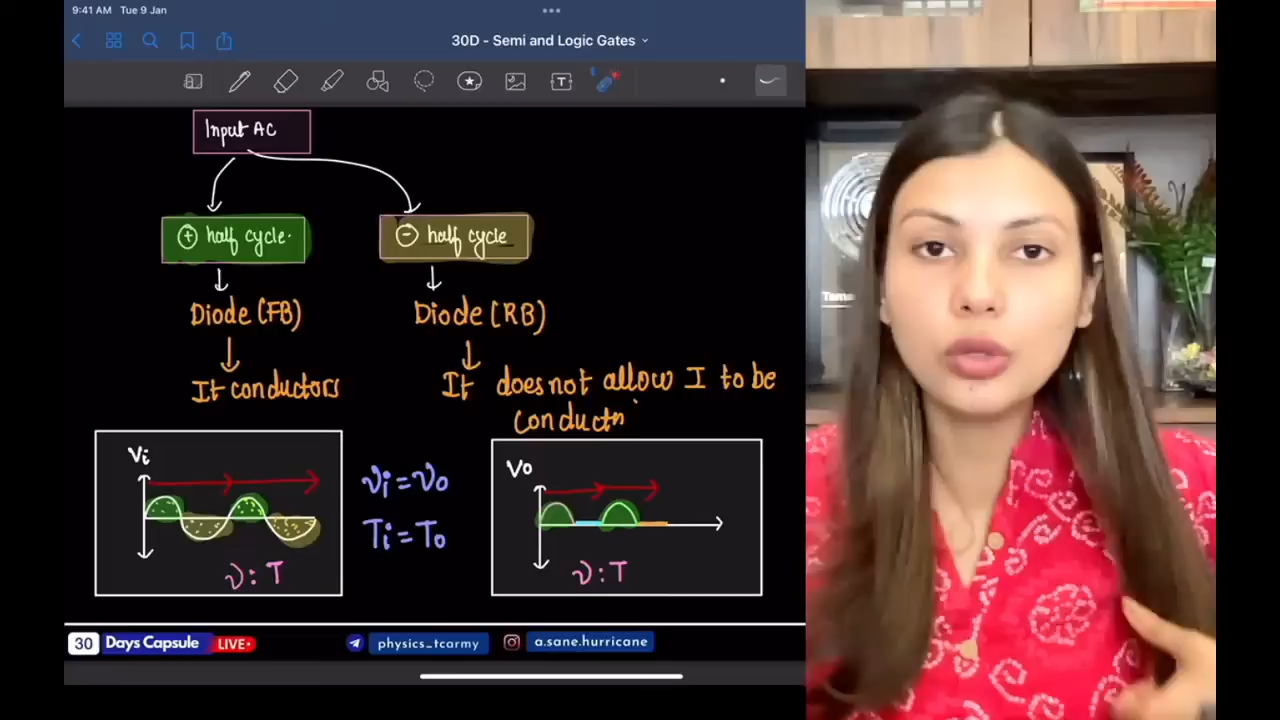 9:41 AM Tue 9 Jan
30D - Semi and Logic Gates
T
Input AC
+ half cycle.
- half cycle
Diode (FB)
Diode (RB)
It conductors
It does not allow I to be
conductn
Vi
νi = νo
Ti = To
ν : T
Vo
ν : T
30 Days Capsule LIVE
physics_tcarmy
a.sane.hurricane